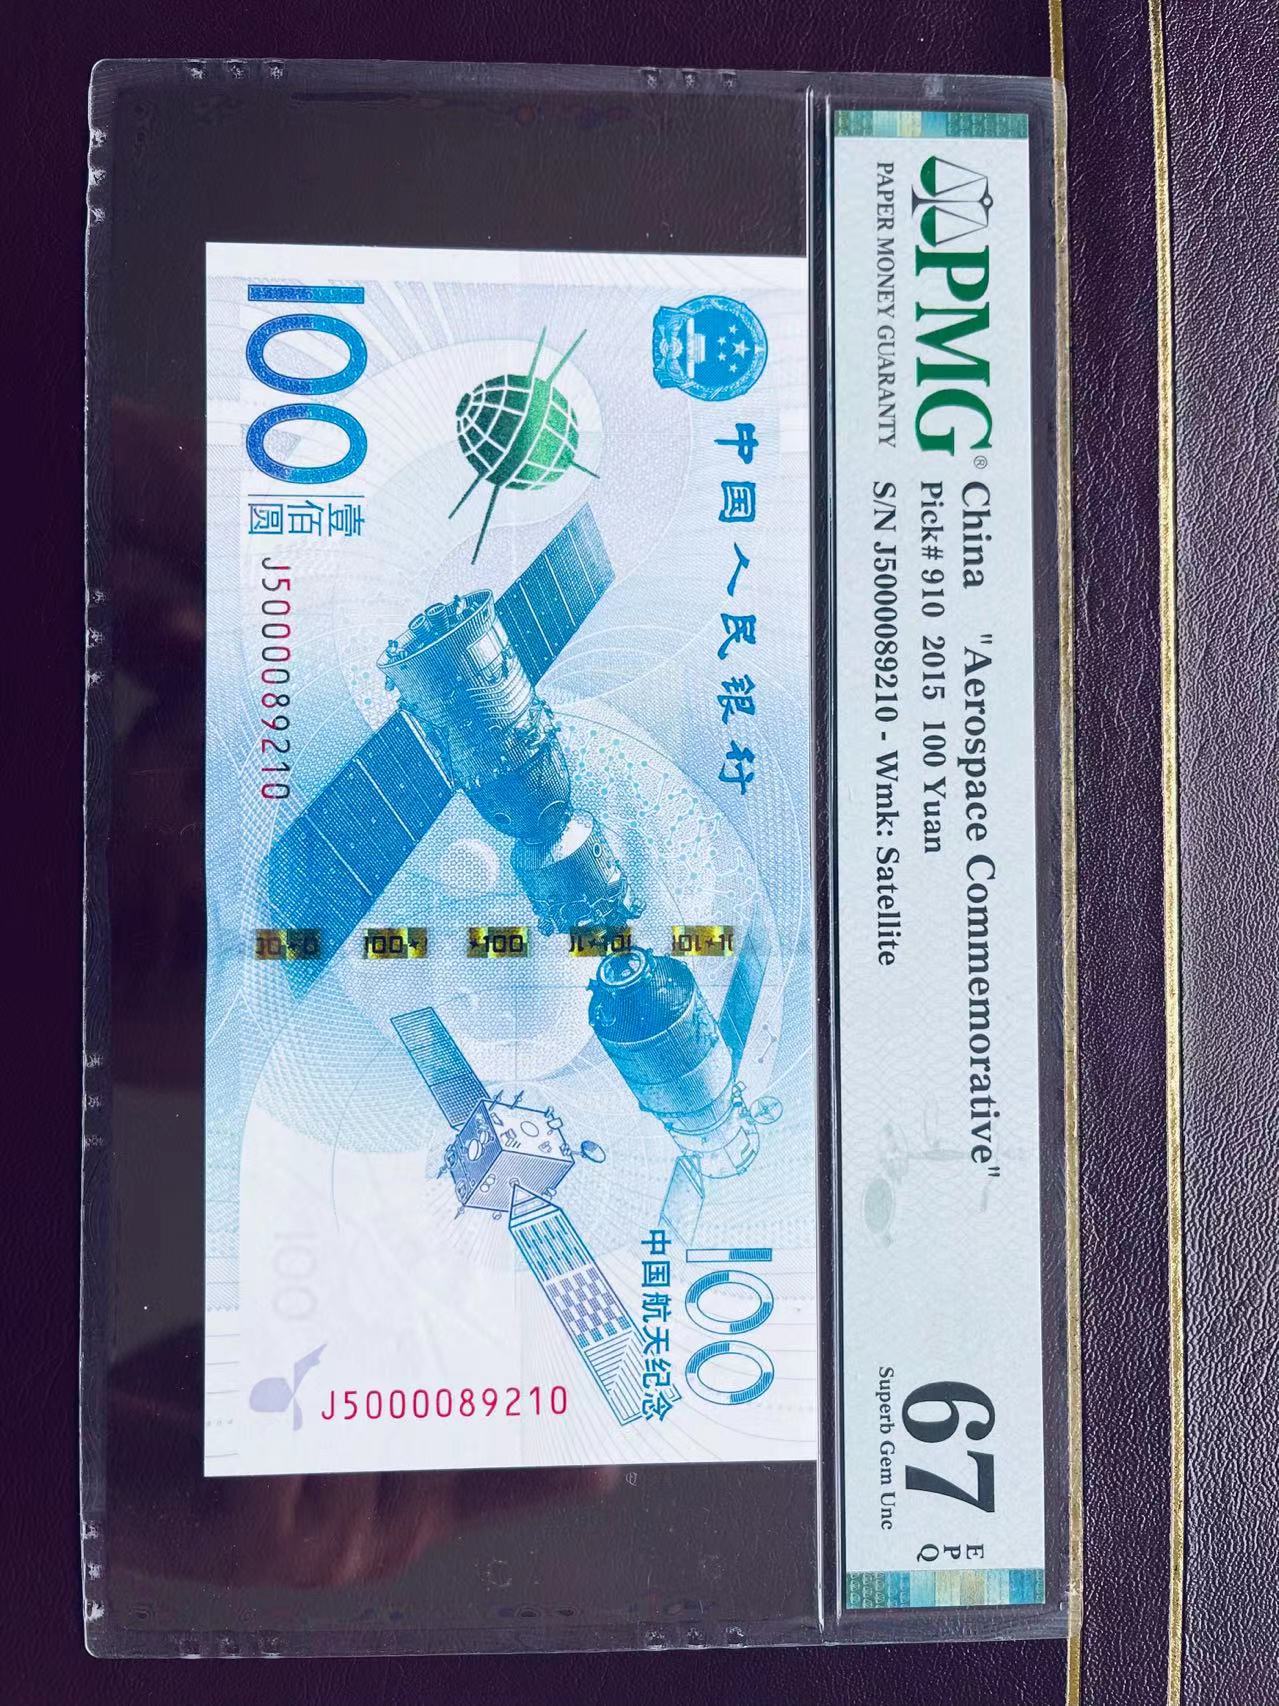 PMG®
PAPER MONEY GUARANTY
China "Aerospace Commemorative"
Pick# 910 2015 100 Yuan
S/N J5000089210 - Wmk: Satellite
67
EPQ
Superb Gem Unc
中国人民银行
100
中国航天纪念
100
壹佰圆
J5000089210
J5000089210
100